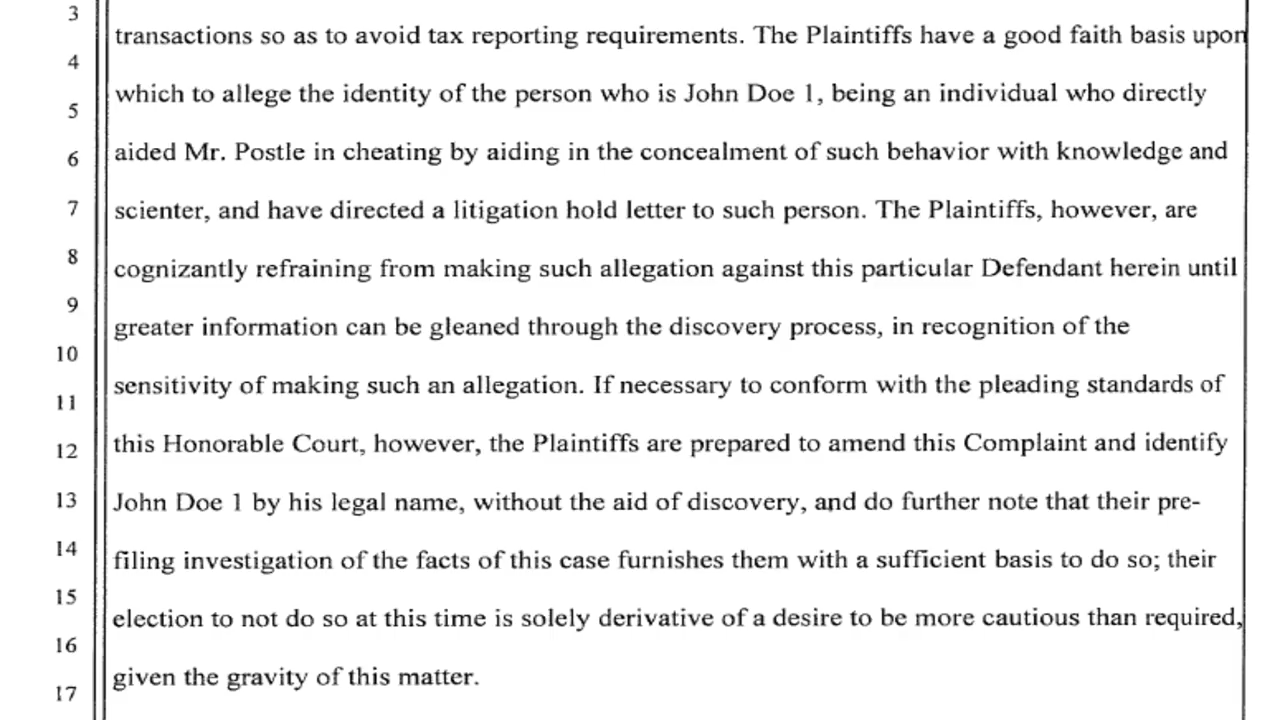 3
transactions so as to avoid tax reporting requirements. The Plaintiffs have a good faith basis upon
4
which to allege the identity of the person who is John Doe 1, being an individual who directly
5
aided Mr. Postle in cheating by aiding in the concealment of such behavior with knowledge and
6
scienter, and have directed a litigation hold letter to such person. The Plaintiffs, however, are
7
cognizantly refraining from making such allegation against this particular Defendant herein until
8
greater information can be gleaned through the discovery process, in recognition of the
9
sensitivity of making such an allegation. If necessary to conform with the pleading standards of
10
this Honorable Court, however, the Plaintiffs are prepared to amend this Complaint and identify
11
John Doe 1 by his legal name, without the aid of discovery, and do further note that their pre-
12
filing investigation of the facts of this case furnishes them with a sufficient basis to do so; their
13
election to not do so at this time is solely derivative of a desire to be more cautious than required,
14
given the gravity of this matter.
15
16
17